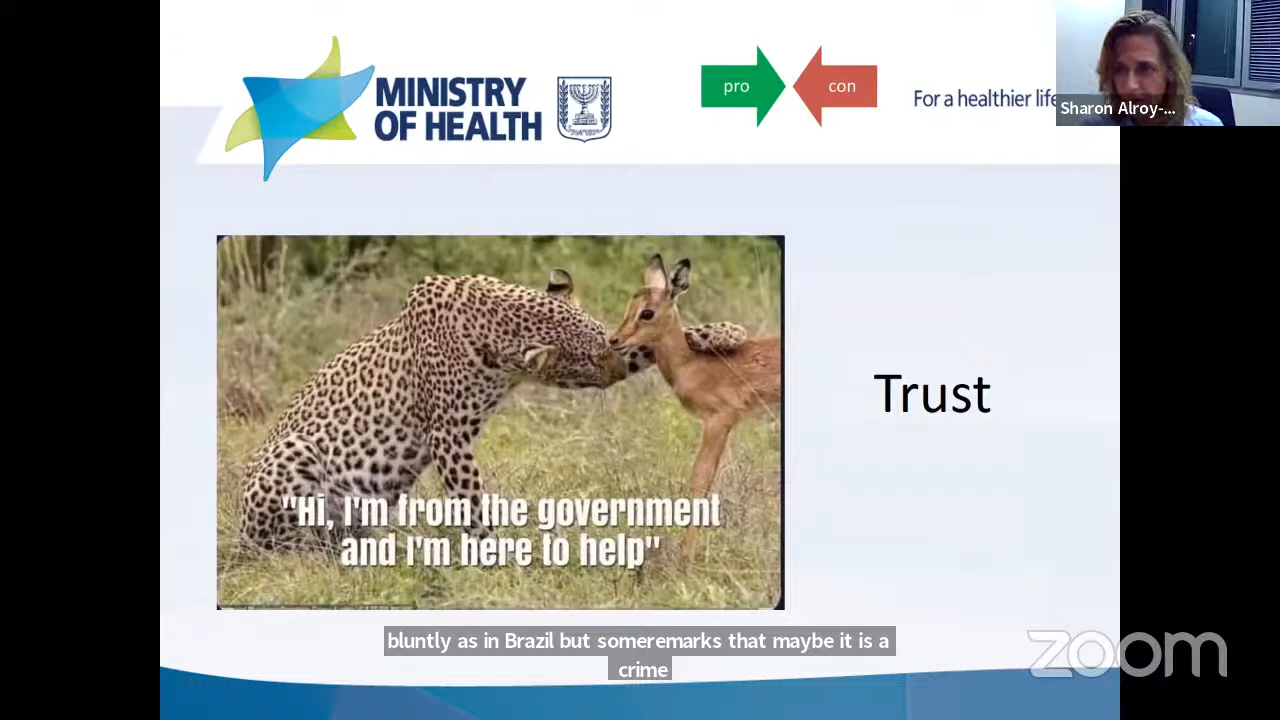 MINISTRY
OF HEALTH
pro
con
For a healthier life
Sharon Alroy-...
Trust
"Hi, I'm from the government
and I'm here to help"
bluntly as in Brazil but someremarks that maybe it is a
crime
zoom